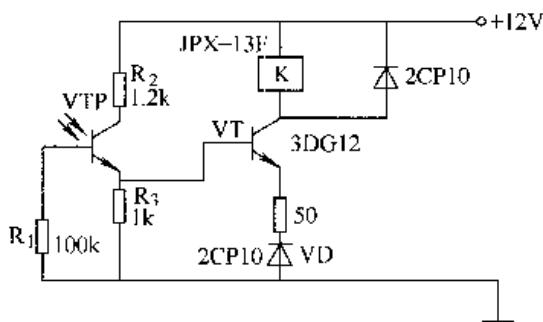 +12V
JPX-13F
K
2CP10
R2
1.2k
VTP
VT
3DG12
R3
1k
R1
100k
50
2CP10 VD